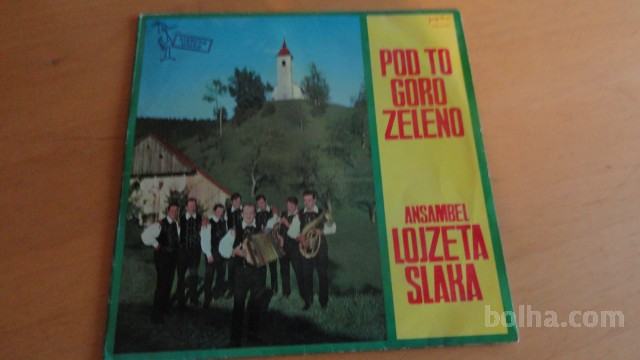 POD TO
GORO
ZELENO
ANSAMBEL
LOJZETA
SLAKA
bolha.com